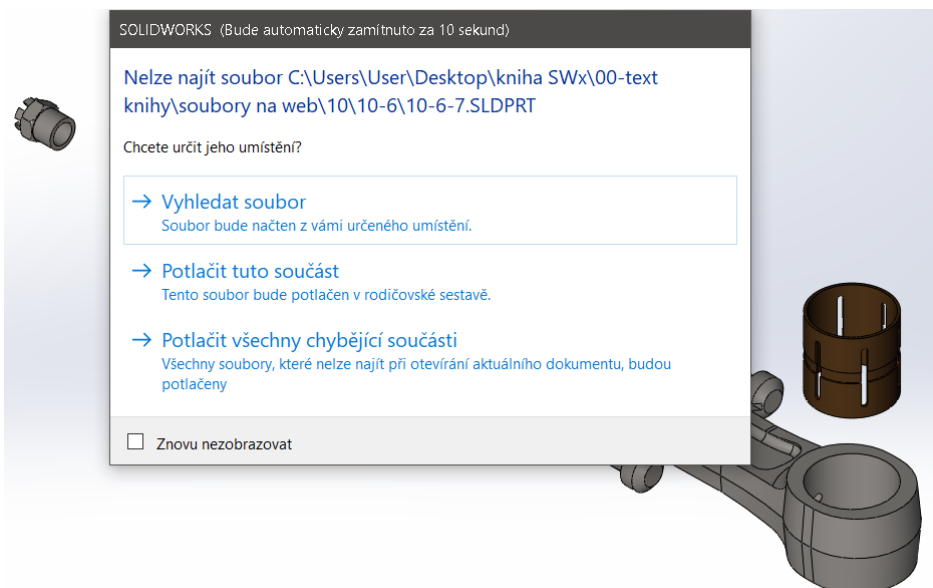 SOLIDWORKS (Bude automaticky zamítnuto za 10 sekund)
Nelze najít soubor C:\Users\User\Desktop\kniha SWx\00-text
knihy\soubory na web\10\10-6\10-6-7.SLDPRT
Chcete určit jeho umístění?
→ Vyhledat soubor
Soubor bude načten z vámi určeného umístění.
→ Potlačit tuto součást
Tento soubor bude potlačen v rodičovské sestavě.
→ Potlačit všechny chybějící součásti
Všechny soubory, které nelze najít při otevírání aktuálního dokumentu, budou
potlačeny
Znovu nezobrazovat